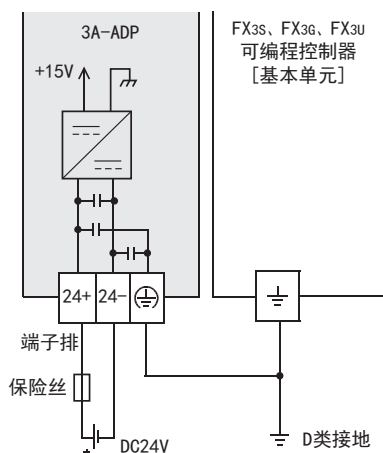 3A-ADP
FX3S、FX3G、FX3U
可编程控制器
[基本单元]
+15V
24+
24-
端子排
保险丝
DC24V
D类接地